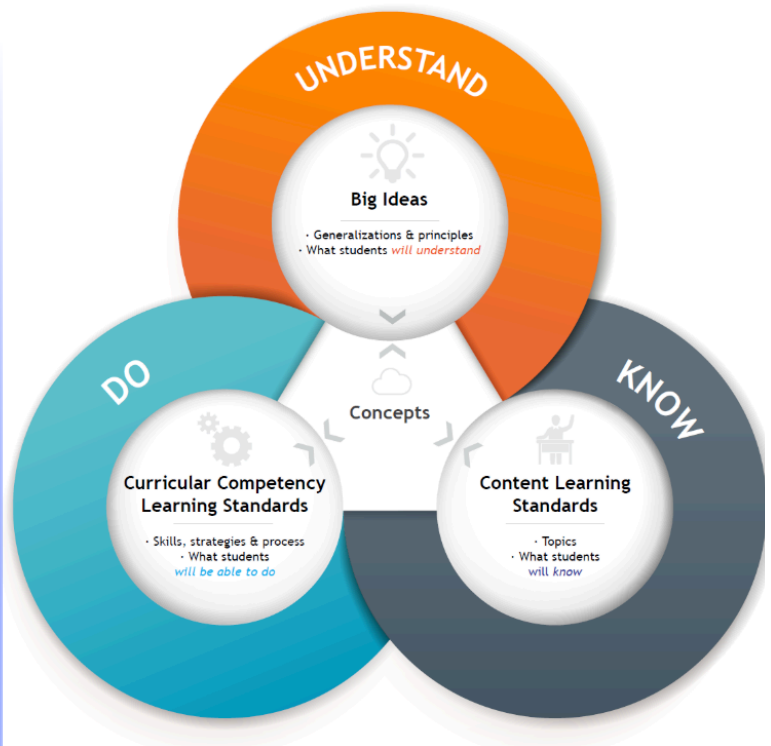 UNDERSTAND
Big Ideas
· Generalizations & principles
· What students will understand
DO
KNOW
Concepts
Curricular Competency
Learning Standards
· Skills, strategies & process
· What students
will be able to do
Content Learning
Standards
· Topics
· What students
will know